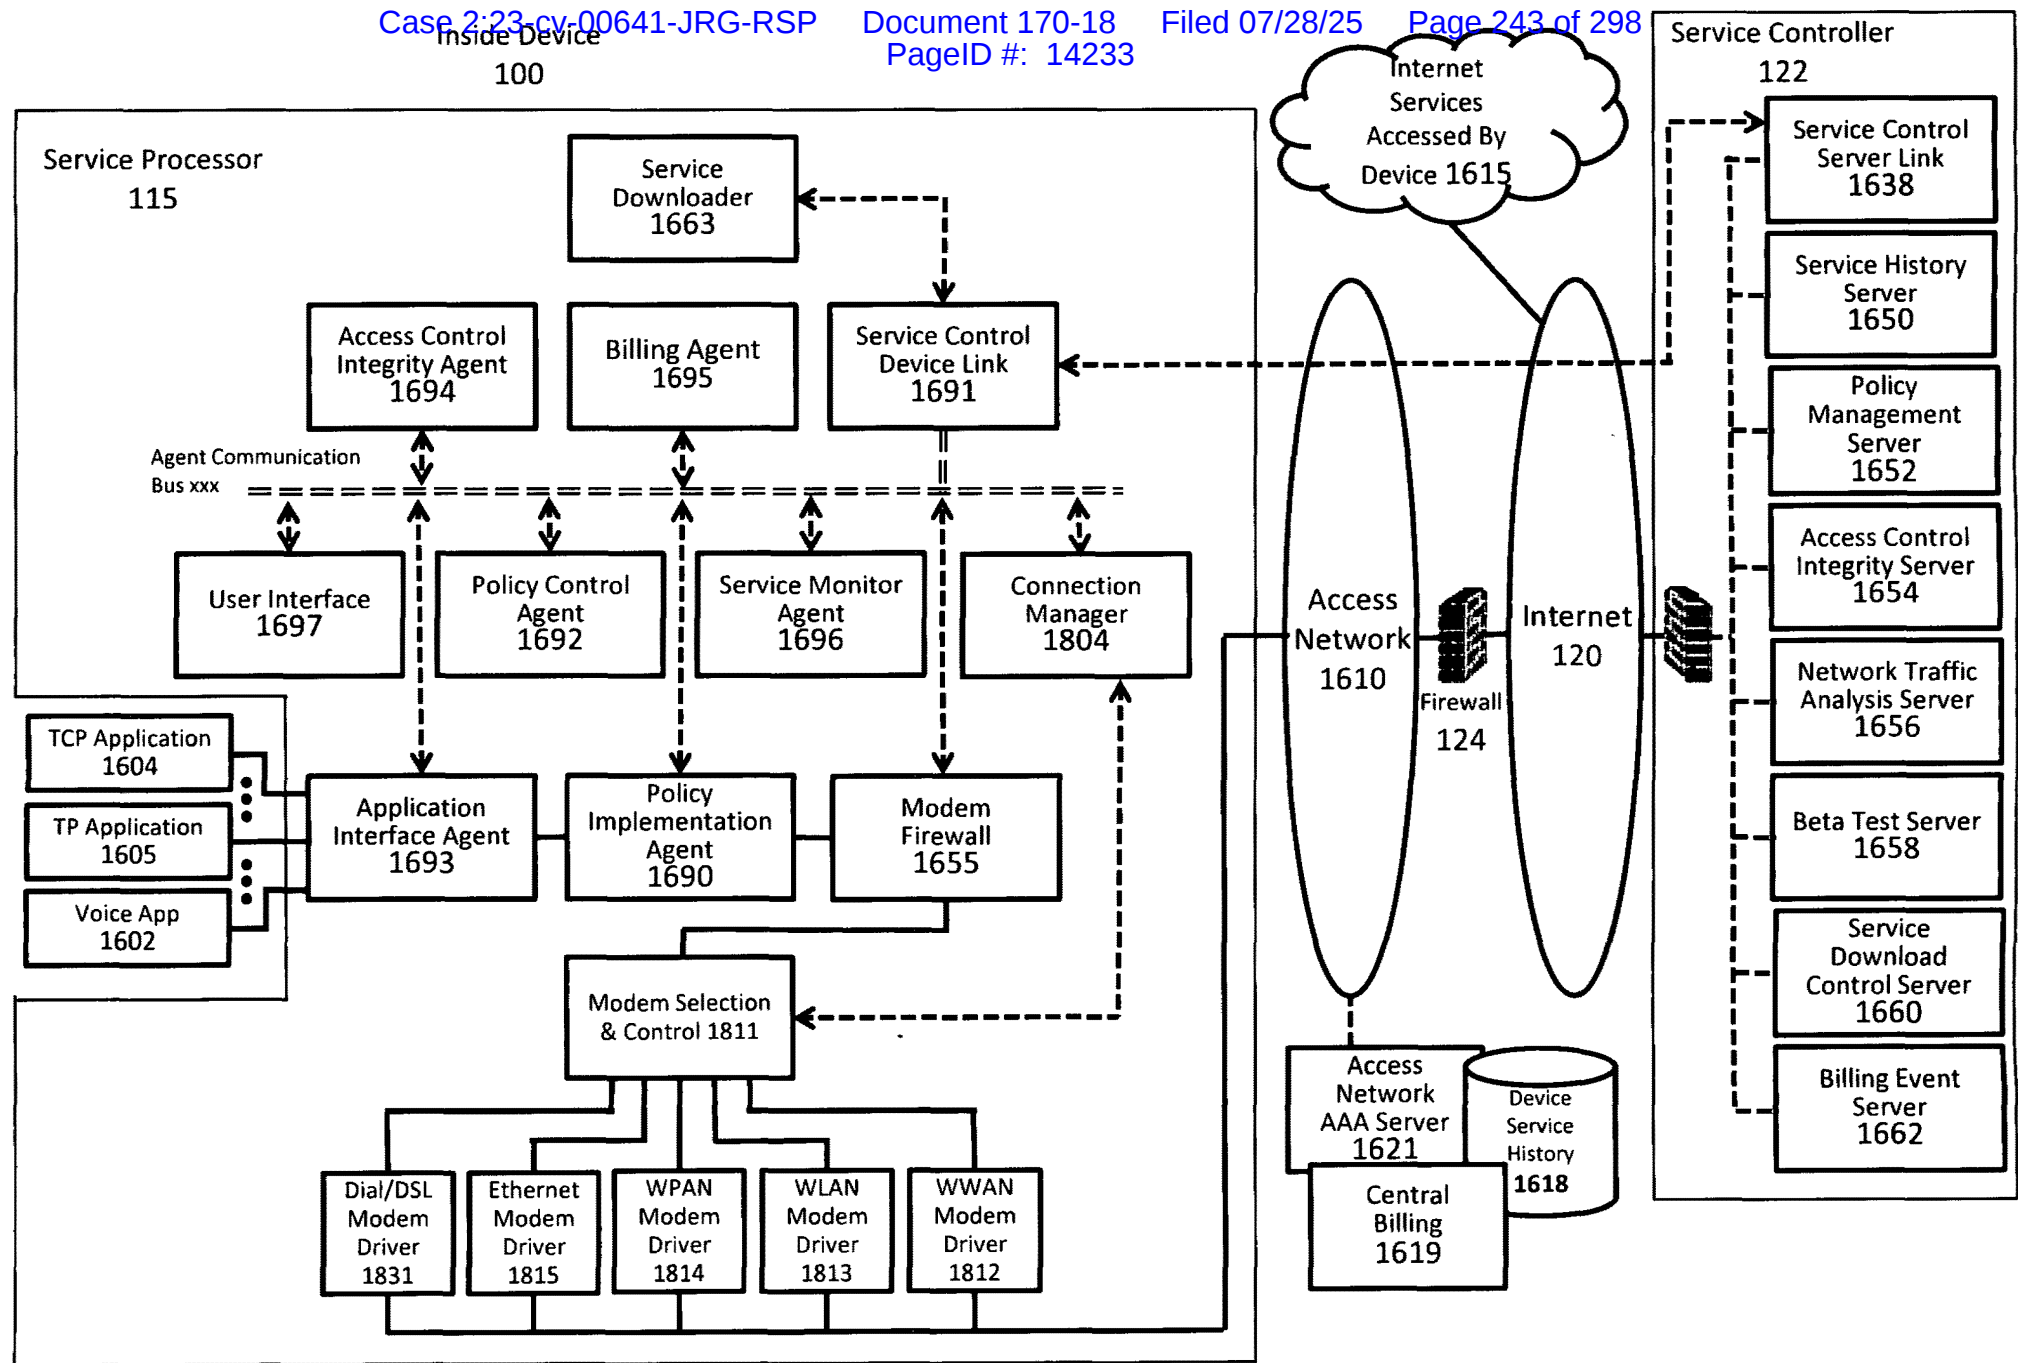 Case 2:23-cv-00641-JRG-RSP Document 170-18 Filed 07/28/25 Page 243 of 298
PageID #: 14233
Inside Device
100
Service Processor
115
Service
Downloader
1663
Access Control
Integrity Agent
1694
Billing Agent
1695
Service Control
Device Link
1691
Agent Communication
Bus xxx
User Interface
1697
Policy Control
Agent
1692
Service Monitor
Agent
1696
Connection
Manager
1804
TCP Application
1604
TP Application
1605
Voice App
1602
Application
Interface Agent
1693
Policy
Implementation
Agent
1690
Modem
Firewall
1655
Modem Selection
& Control 1811
Dial/DSL
Modem
Driver
1831
Ethernet
Modem
Driver
1815
WPAN
Modem
Driver
1814
WLAN
Modem
Driver
1813
WWAN
Modem
Driver
1812
Internet
Services
Accessed By
Device 1615
Access
Network
1610
Firewall
124
Internet
120
Access
Network
AAA Server
1621
Device
Service
History
1618
Central
Billing
1619
Service Controller
122
Service Control
Server Link
1638
Service History
Server
1650
Policy
Management
Server
1652
Access Control
Integrity Server
1654
Network Traffic
Analysis Server
1656
Beta Test Server
1658
Service
Download
Control Server
1660
Billing Event
Server
1662